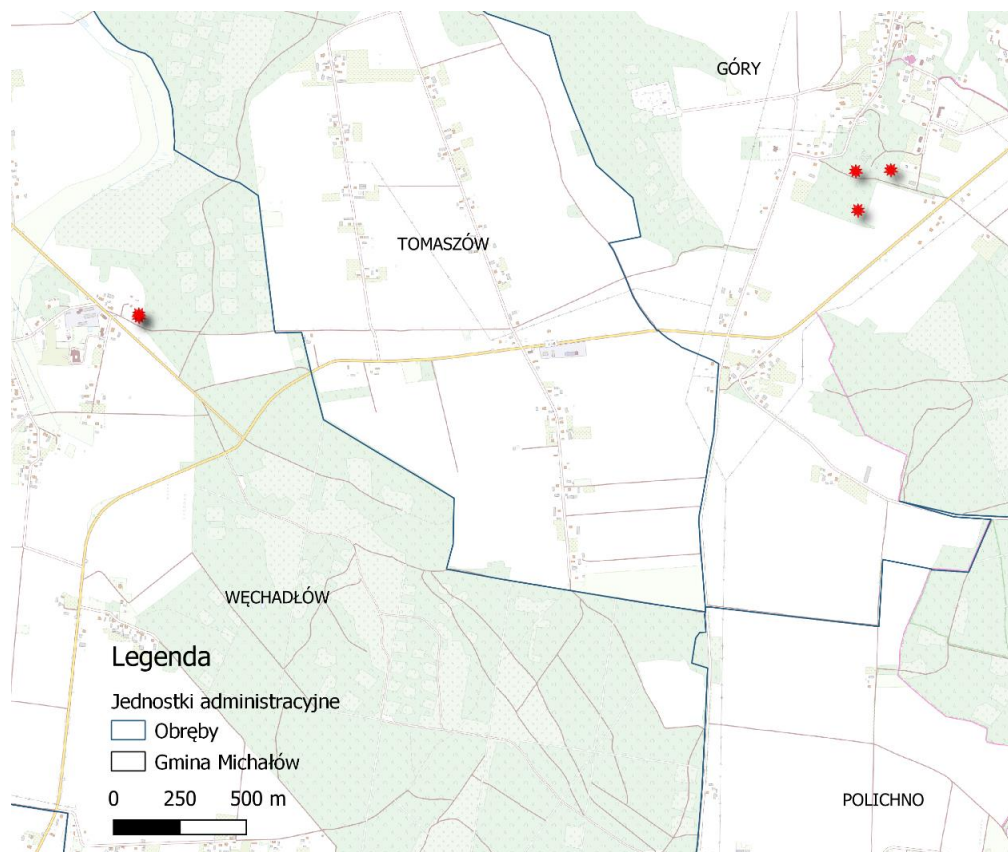 GÓRY
TOMASZÓW
WĘCHADŁÓW
Legenda
Jednostki administracyjne
Obręby
Gmina Michałów
0 250 500 m
POLICHNO